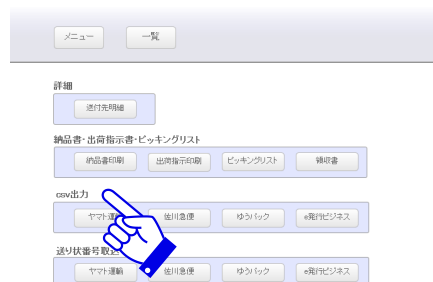 メニュー 一覧
詳細
送付先明細
納品書・出荷指示書・ピッキングリスト
納品書印刷 出荷指示印刷 ピッキングリスト 領収書
csv出力
ヤマト運輸 佐川急便 ゆうパック e発行ビジネス
送り状番号取込
ヤマト運輸 佐川急便 ゆうパック e発行ビジネス